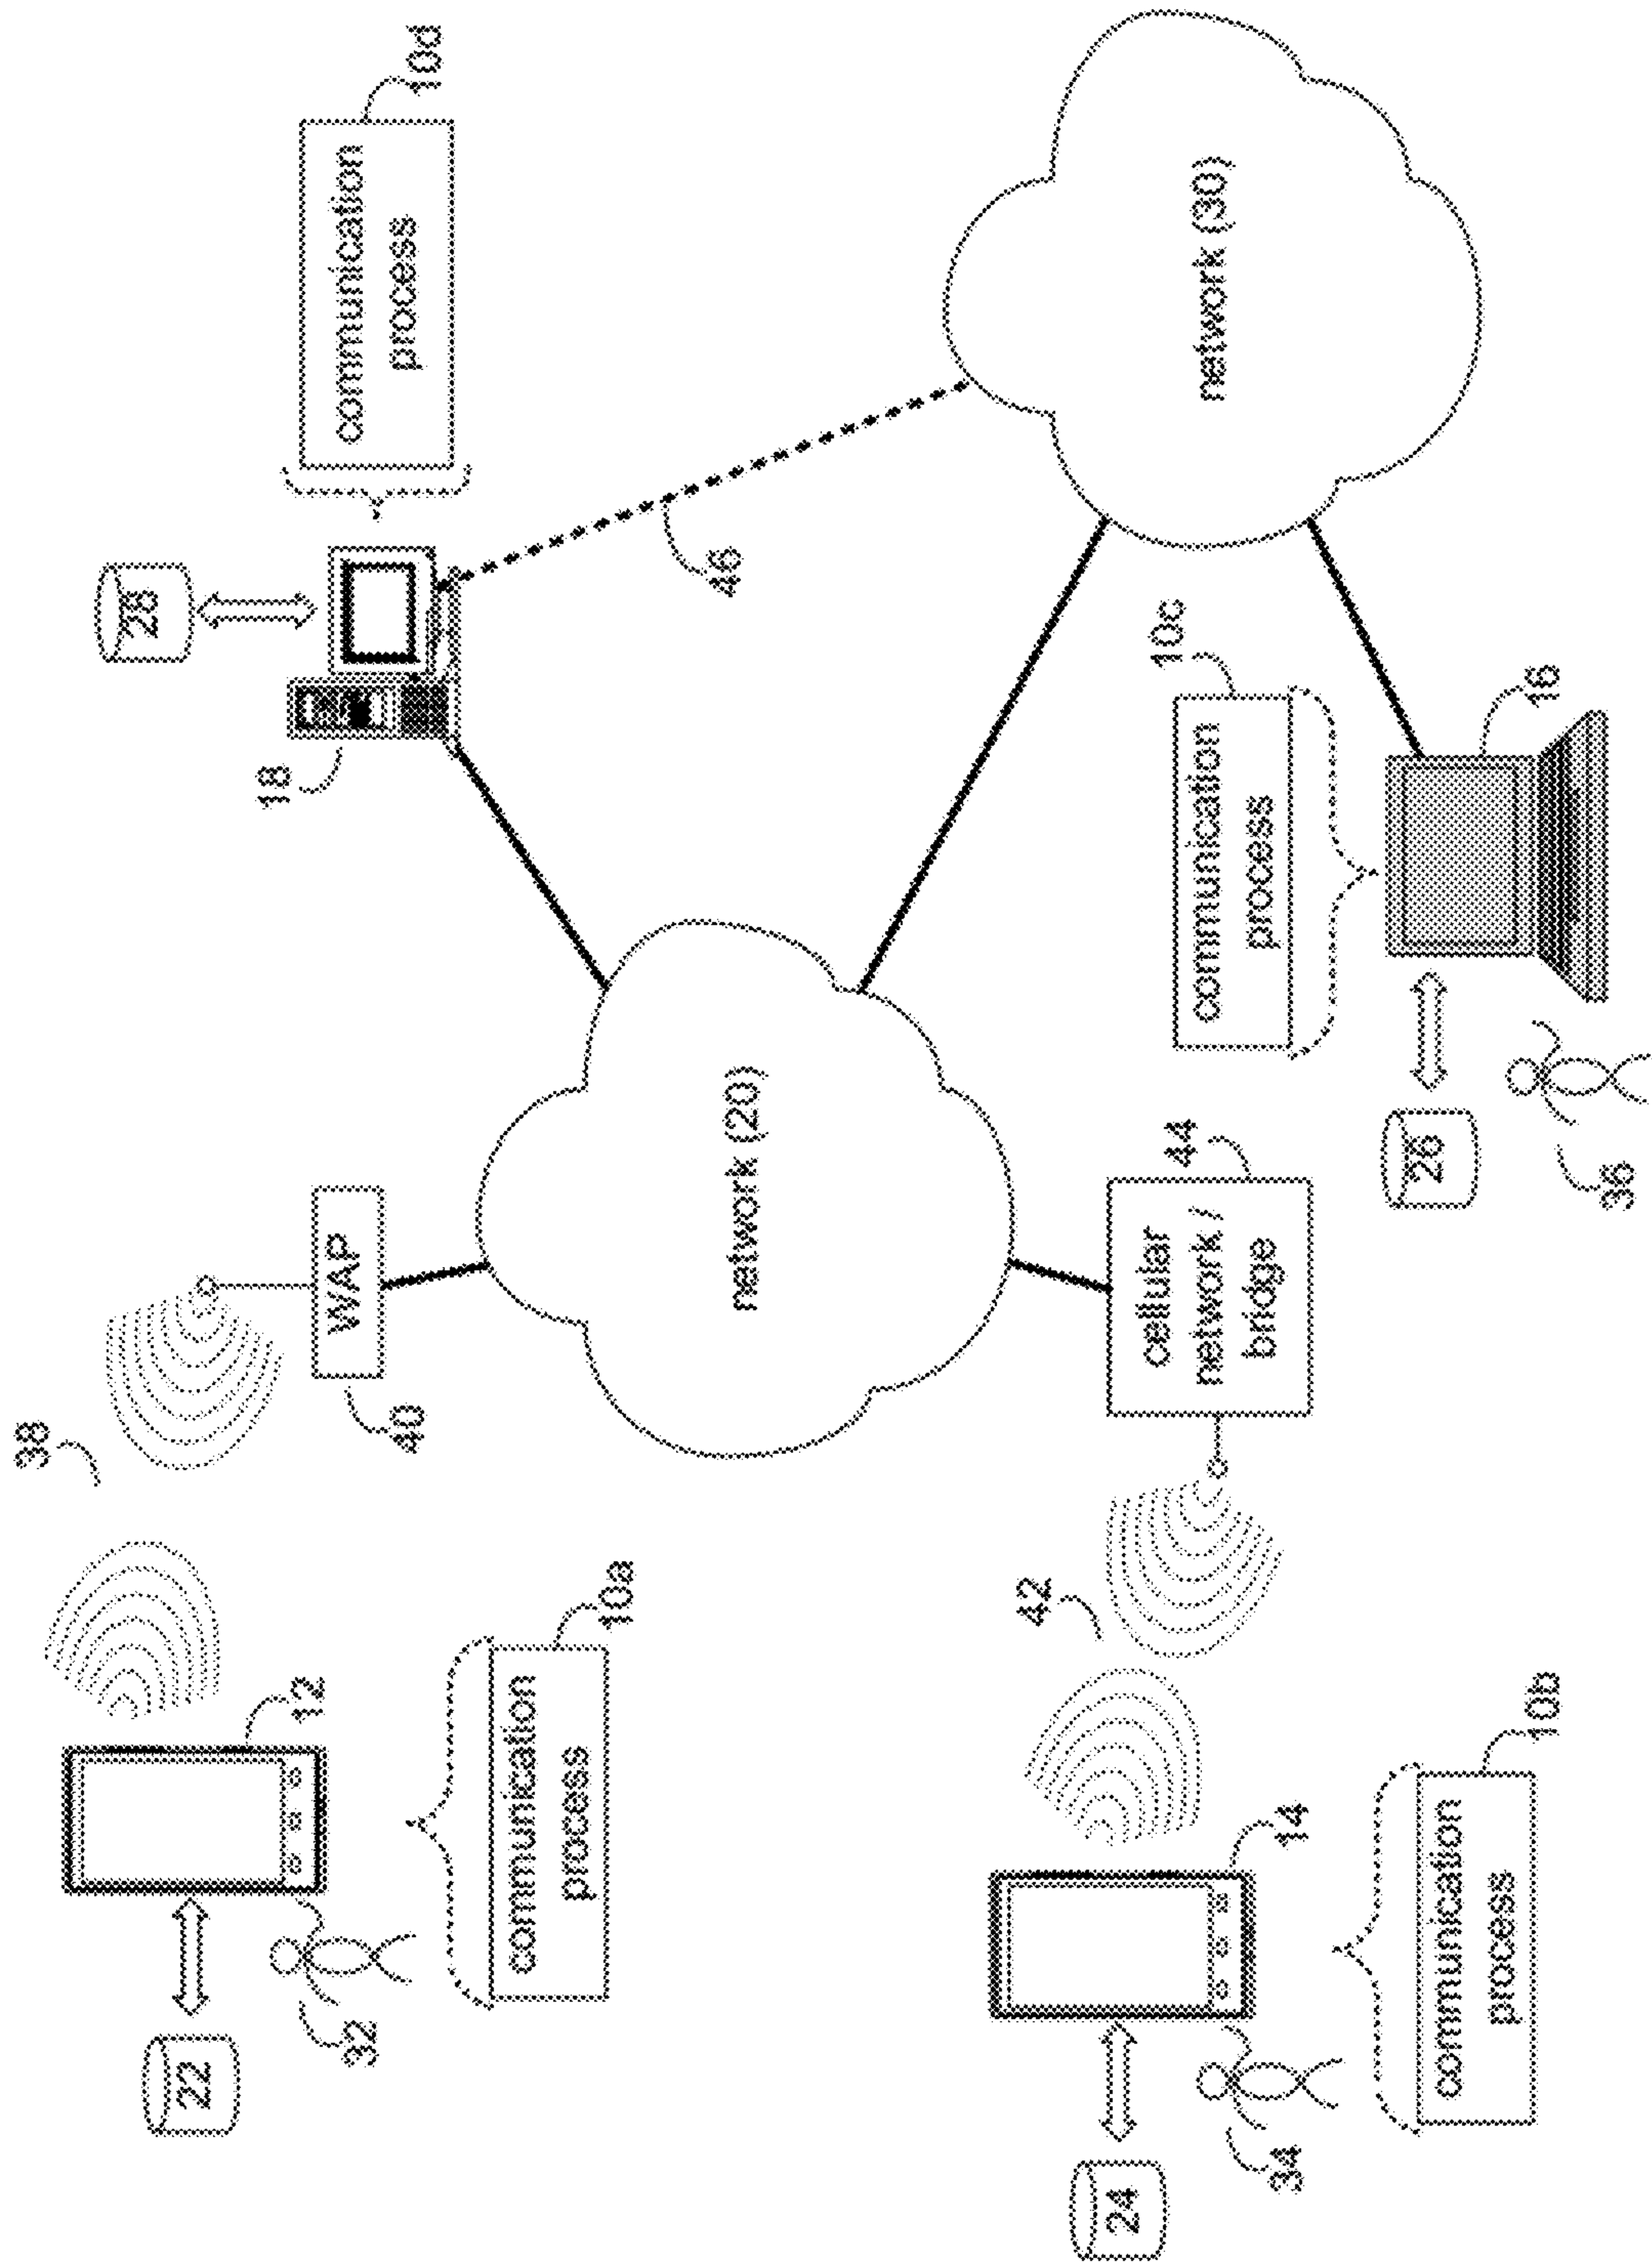 38
28
22
18
12
communication
process
10d
WAP
32
40
communication
process
10a
46
network (20)
42
24
cellular
network /
bridge
44
communication
process
10c
network (30)
34
14
26
communication
process
10b
16
36